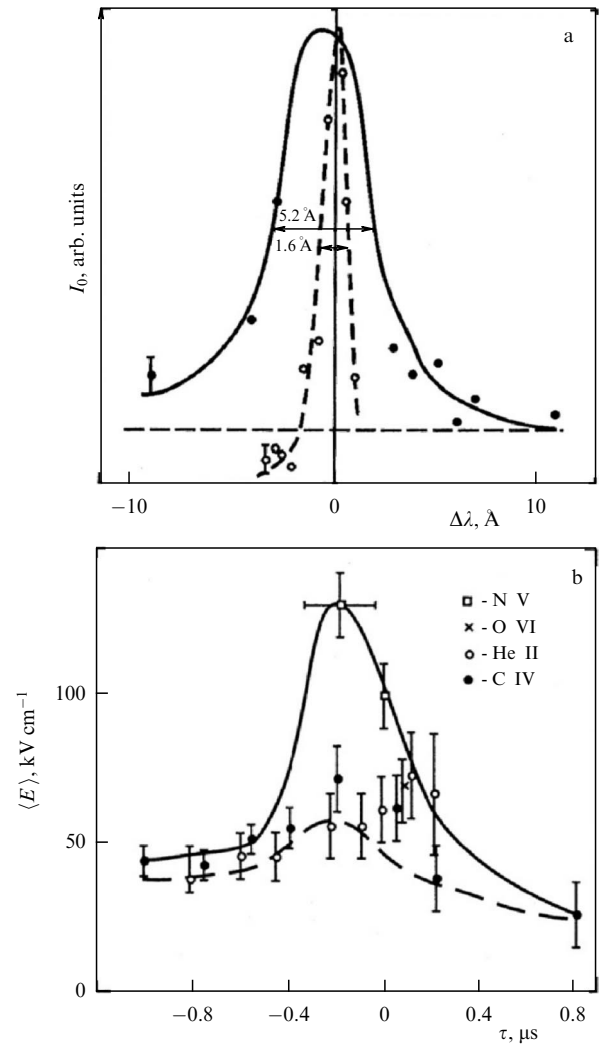 a
I₀, arb. units
5.2 Å
1.6 Å
−10
0
10
Δλ, Å
b
- N V
- O VI
- He II
- C IV
⟨E⟩, kV cm⁻¹
100
50
0
−0.8
−0.4
0
0.4
0.8
τ, μs